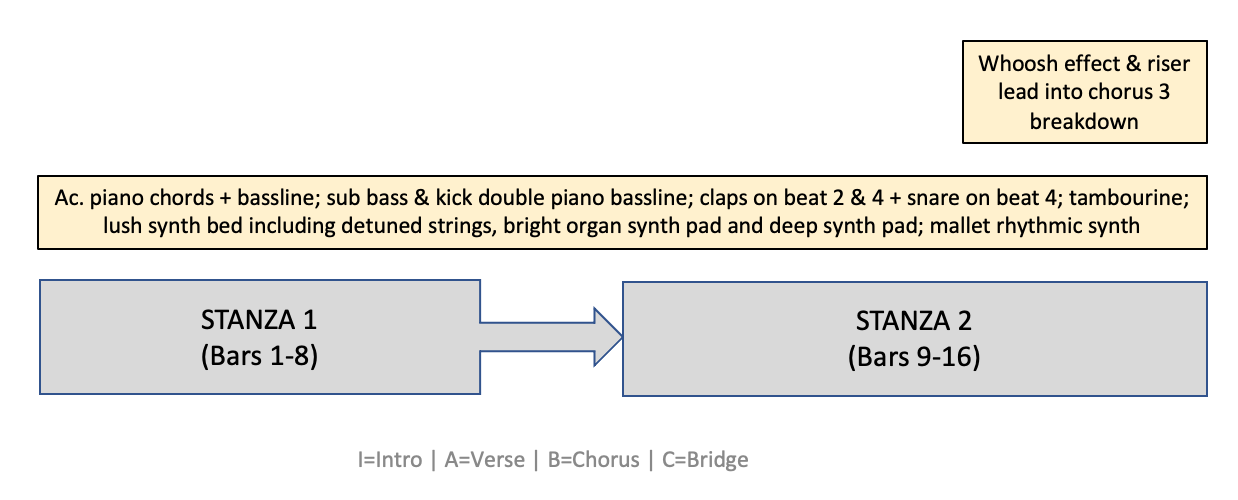 Whoosh effect & riser
lead into chorus 3
breakdown
Ac. piano chords + bassline; sub bass & kick double piano bassline; claps on beat 2 & 4 + snare on beat 4; tambourine;
lush synth bed including detuned strings, bright organ synth pad and deep synth pad; mallet rhythmic synth
STANZA 1
(Bars 1-8)
STANZA 2
(Bars 9-16)
I=Intro | A=Verse | B=Chorus | C=Bridge